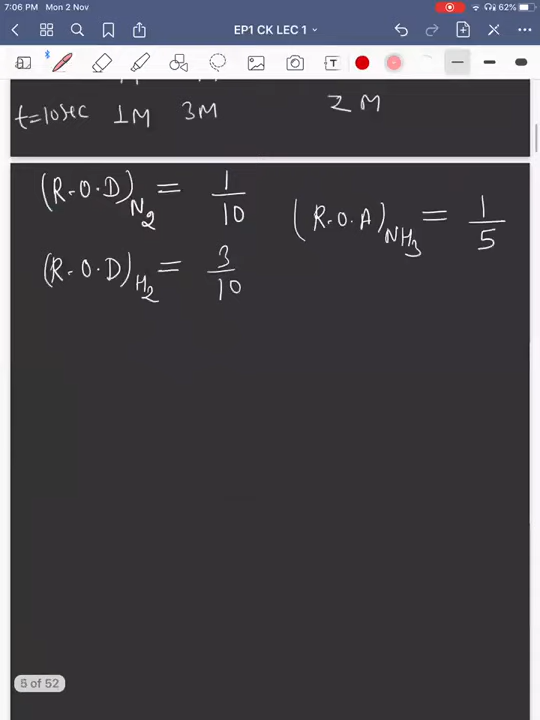 7:06 PM Mon 2 Nov 62%
EP1 CK LEC 1
t=10sec 1M 3M 2 M
(R.O.D)N₂ = 1/10
(R.O.A)NH₃ = 1/5
(R.O.D)H₂ = 3/10
5 of 52